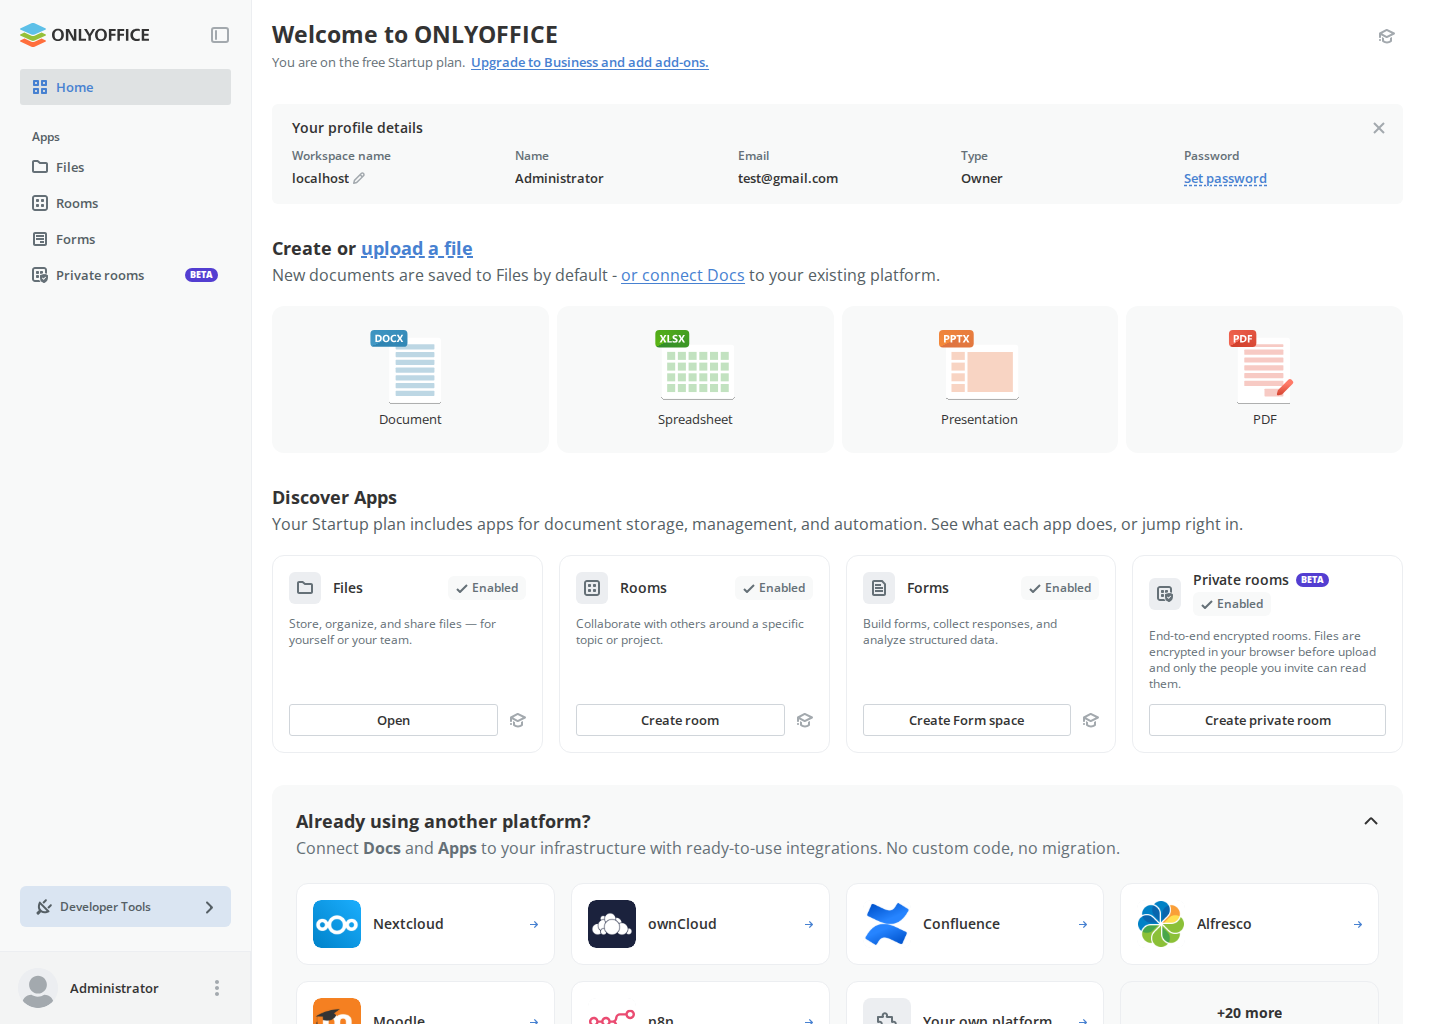 ONLYOFFICE
Home
Apps
Files
Rooms
Forms
Private rooms BETA
Developer Tools
Administrator
Welcome to ONLYOFFICE
You are on the free Startup plan. Upgrade to Business and add add-ons.
Your profile details
Workspace name Name Email Type Password
localhost Administrator test@gmail.com Owner Set password
Create or upload a file
New documents are saved to Files by default - or connect Docs to your existing platform.
DOCX XLSX PPTX PDF
Document Spreadsheet Presentation PDF
Discover Apps
Your Startup plan includes apps for document storage, management, and automation. See what each app does, or jump right in.
Files Enabled
Store, organize, and share files — for
yourself or your team.
Open
Rooms Enabled
Collaborate with others around a specific
topic or project.
Create room
Forms Enabled
Build forms, collect responses, and
analyze structured data.
Create Form space
Private rooms BETA
Enabled
End-to-end encrypted rooms. Files are
encrypted in your browser before upload
and only the people you invite can read
them.
Create private room
Already using another platform?
Connect Docs and Apps to your infrastructure with ready-to-use integrations. No custom code, no migration.
Nextcloud ownCloud Confluence Alfresco
Moodle n8n Your own platform +20 more